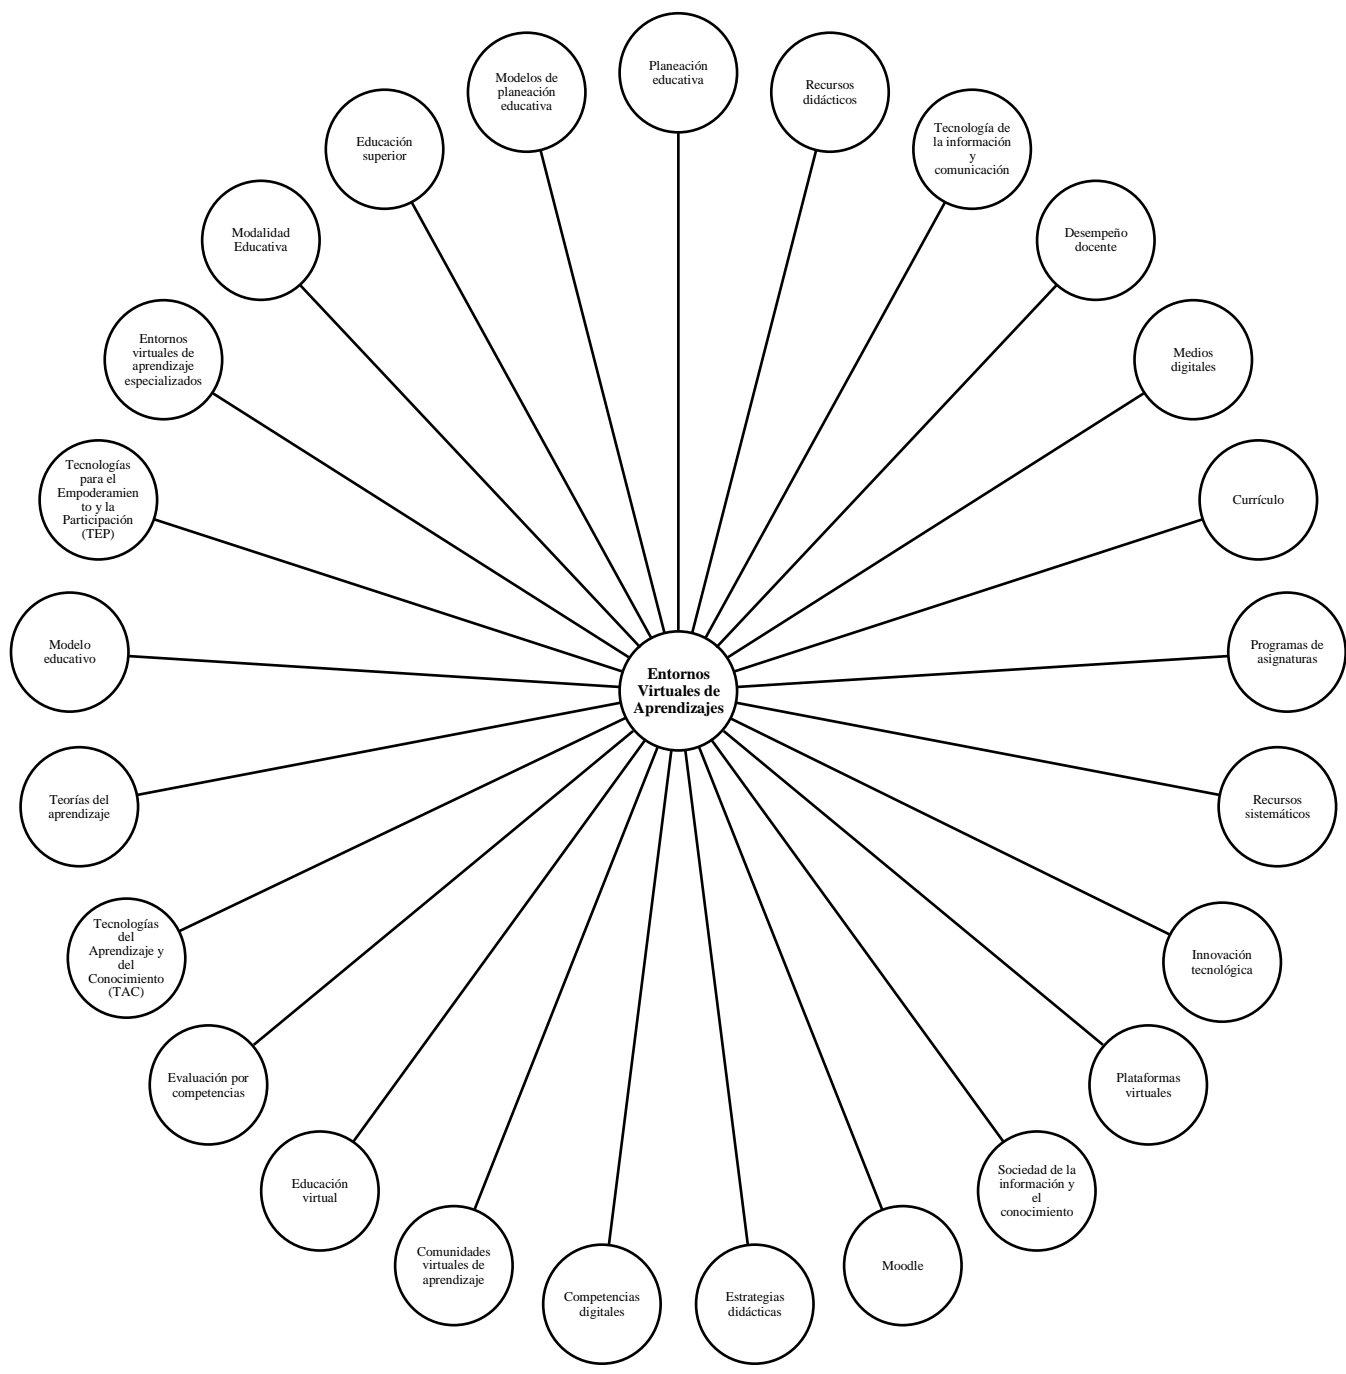 Planeación
educativa
Recursos
didácticos
Tecnología de
la información
y
comunicación
Desempeño
docente
Medios
digitales
Currículo
Programas de
asignaturas
Recursos
sistemáticos
Innovación
tecnológica
Plataformas
virtuales
Sociedad de la
información y
el
conocimiento
Moodle
Estrategias
didácticas
Competencias
digitales
Comunidades
virtuales de
aprendizaje
Educación
virtual
Evaluación por
competencias
Tecnologías
del
Aprendizaje y
del
Conocimiento
(TAC)
Teorías del
aprendizaje
Modelo
educativo
Tecnologías
para el
Empoderamien
to y la
Participación
(TEP)
Entornos
virtuales de
aprendizaje
especializados
Modalidad
Educativa
Educación
superior
Modelos de
planeación
educativa
Entornos
Virtuales de
Aprendizajes